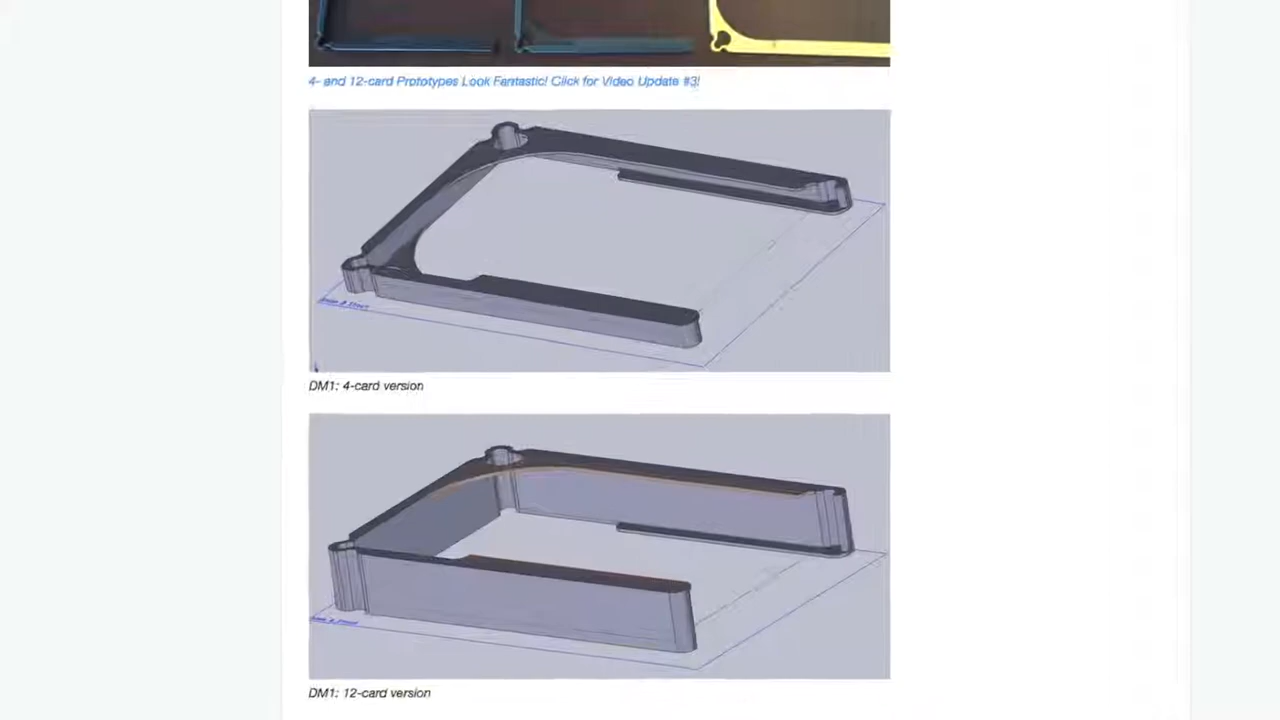 4- and 12-card Prototypes Look Fantastic! Click for Video Update #3!
DM1: 4-card version
DM1: 12-card version